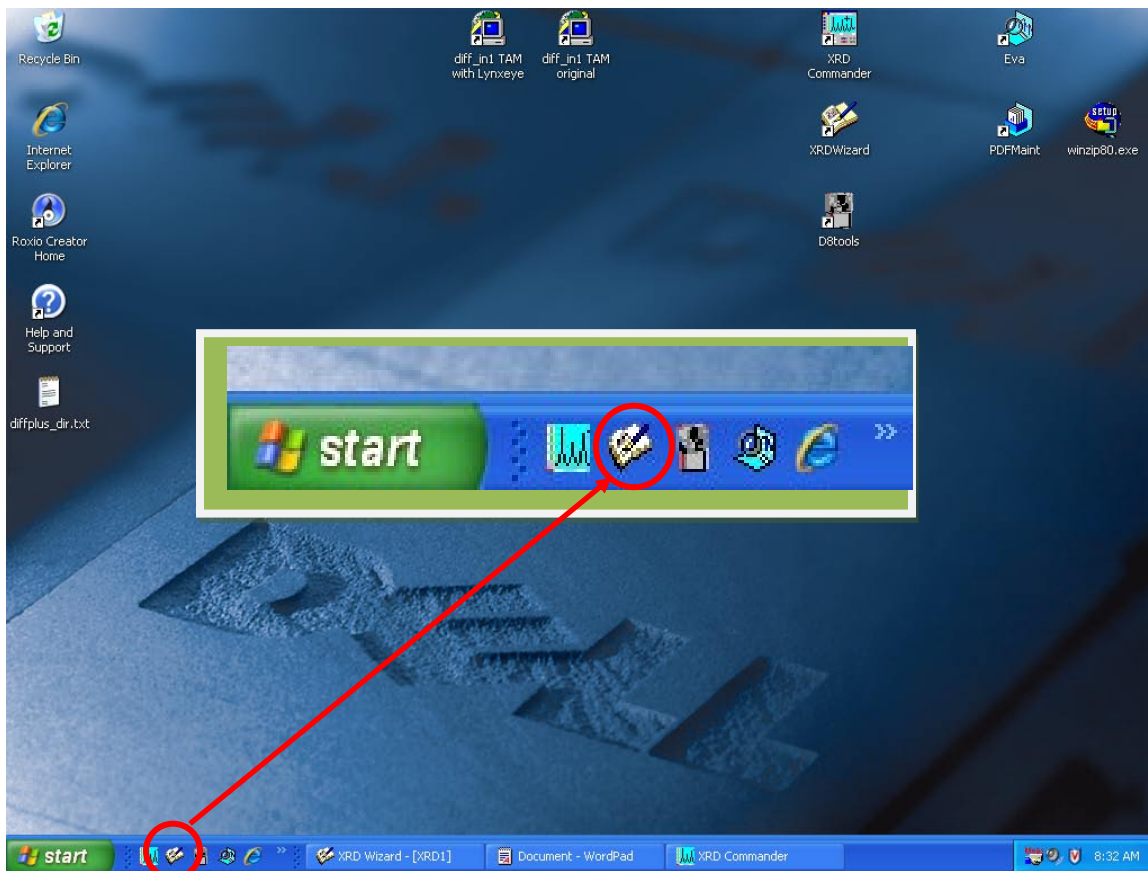 Recycle Bin
diff_in1 TAM
with Lynxeye
diff_in1 TAM
original
XRD
Commander
Eva
Internet
Explorer
XRDWizard
PDFMaint
setup
winzip80.exe
Roxio Creator
Home
D8tools
Help and
Support
diffplus_dir.txt
start
DELL
start
XRD Wizard - [XRD1]
Document - WordPad
XRD Commander
8:32 AM